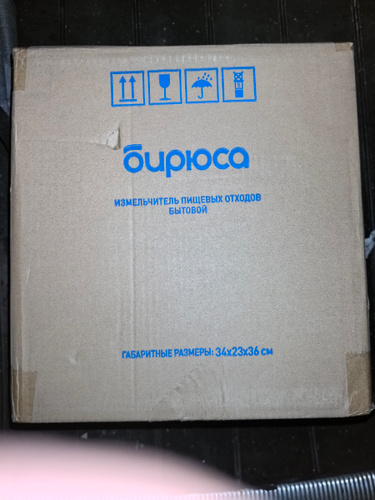 бирюса
ИЗМЕЛЬЧИТЕЛЬ ПИЩЕВЫХ ОТХОДОВ
БЫТОВОЙ
ГАБАРИТНЫЕ РАЗМЕРЫ: 34x23x36 см